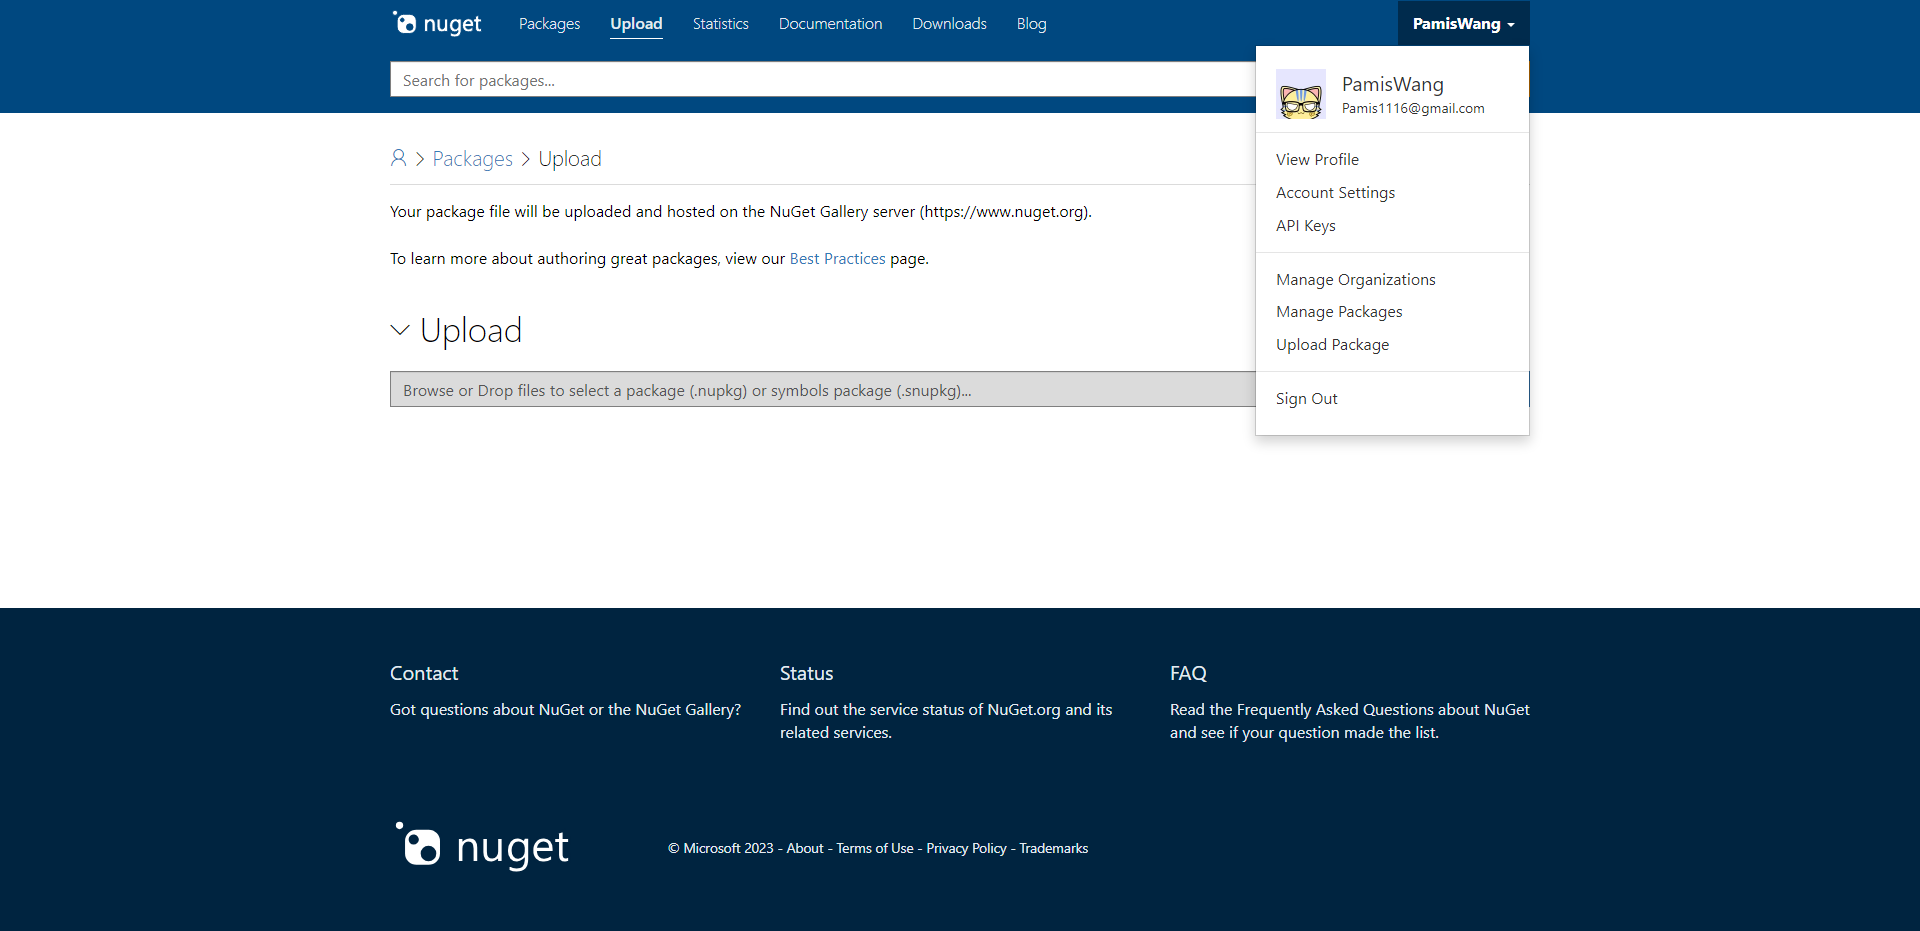 nuget
Packages
Upload
Statistics
Documentation
Downloads
Blog
PamisWang
Search for packages...
PamisWang
Pamis1116@gmail.com
View Profile
Account Settings
API Keys
Manage Organizations
Manage Packages
Upload Package
Sign Out
Packages
Upload
Your package file will be uploaded and hosted on the NuGet Gallery server (https://www.nuget.org).
To learn more about authoring great packages, view our Best Practices page.
Upload
Browse or Drop files to select a package (.nupkg) or symbols package (.snupkg)...
Contact
Got questions about NuGet or the NuGet Gallery?
Status
Find out the service status of NuGet.org and its
related services.
FAQ
Read the Frequently Asked Questions about NuGet
and see if your question made the list.
nuget
© Microsoft 2023 - About - Terms of Use - Privacy Policy - Trademarks